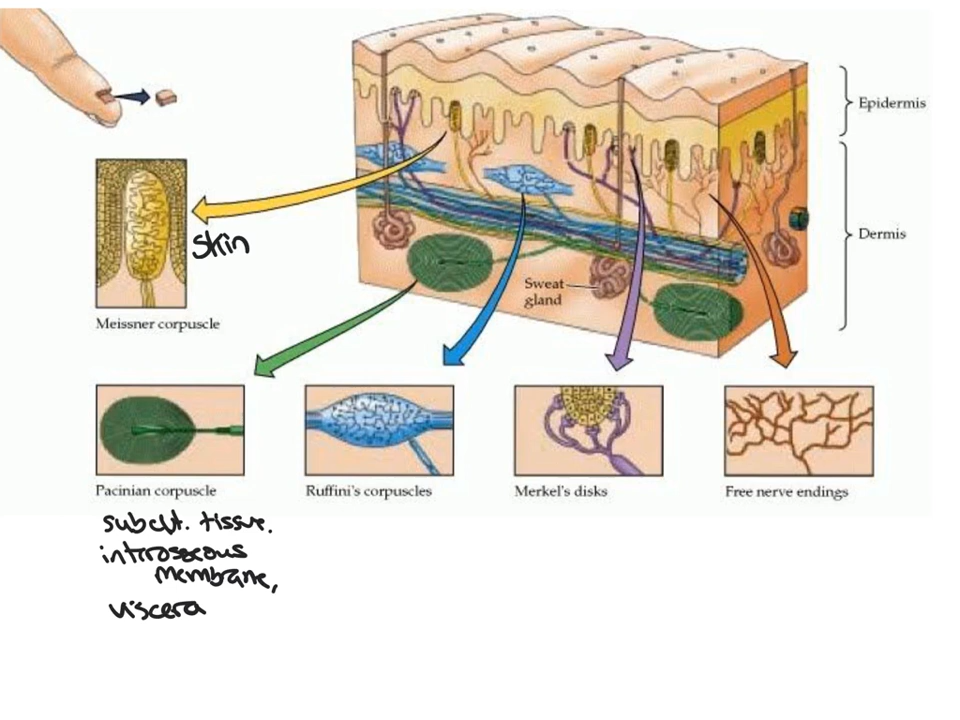 Epidermis
Dermis
skin
Sweat
gland
Meissner corpuscle
Pacinian corpuscle
Ruffini's corpuscles
Merkel's disks
Free nerve endings
subcut. tissue.
introsseous
membrane,
viscera